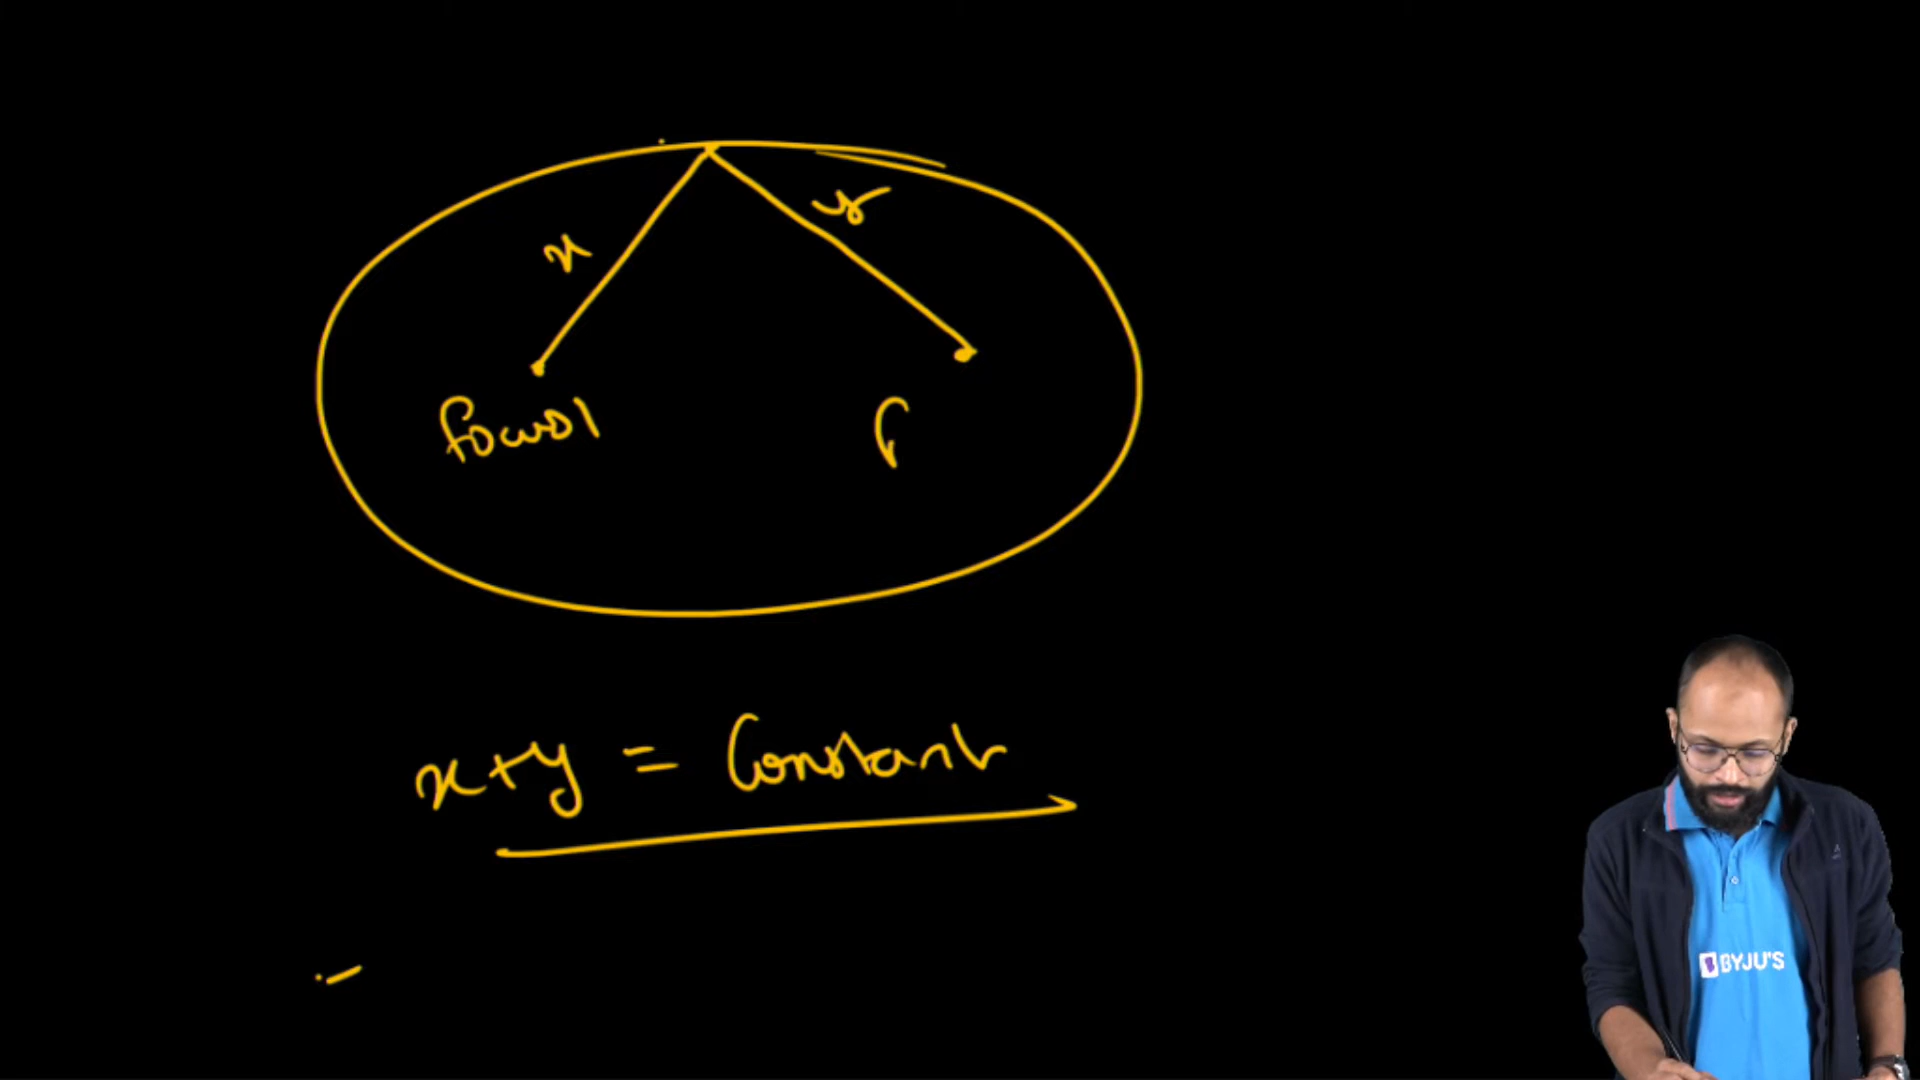 x
y
focus1
f
x+y = Constant
BYJU'S